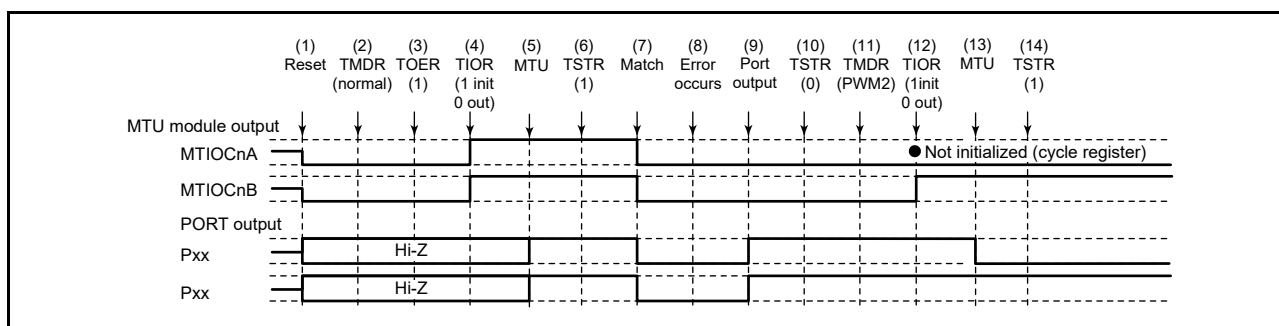 (1) (2) (3) (4) (5) (6) (7) (8) (9) (10) (11) (12) (13) (14)
Reset TMDR TOER TIOR MTU TSTR Match Error Port TSTR TMDR TIOR MTU TSTR
(normal) (1) (1 init (1) occurs output (0) (PWM2) (1init (1)
0 out) 0 out)
MTU module output
MTIOCnA
● Not initialized (cycle register)
MTIOCnB
PORT output
Pxx
Hi-Z
Pxx
Hi-Z